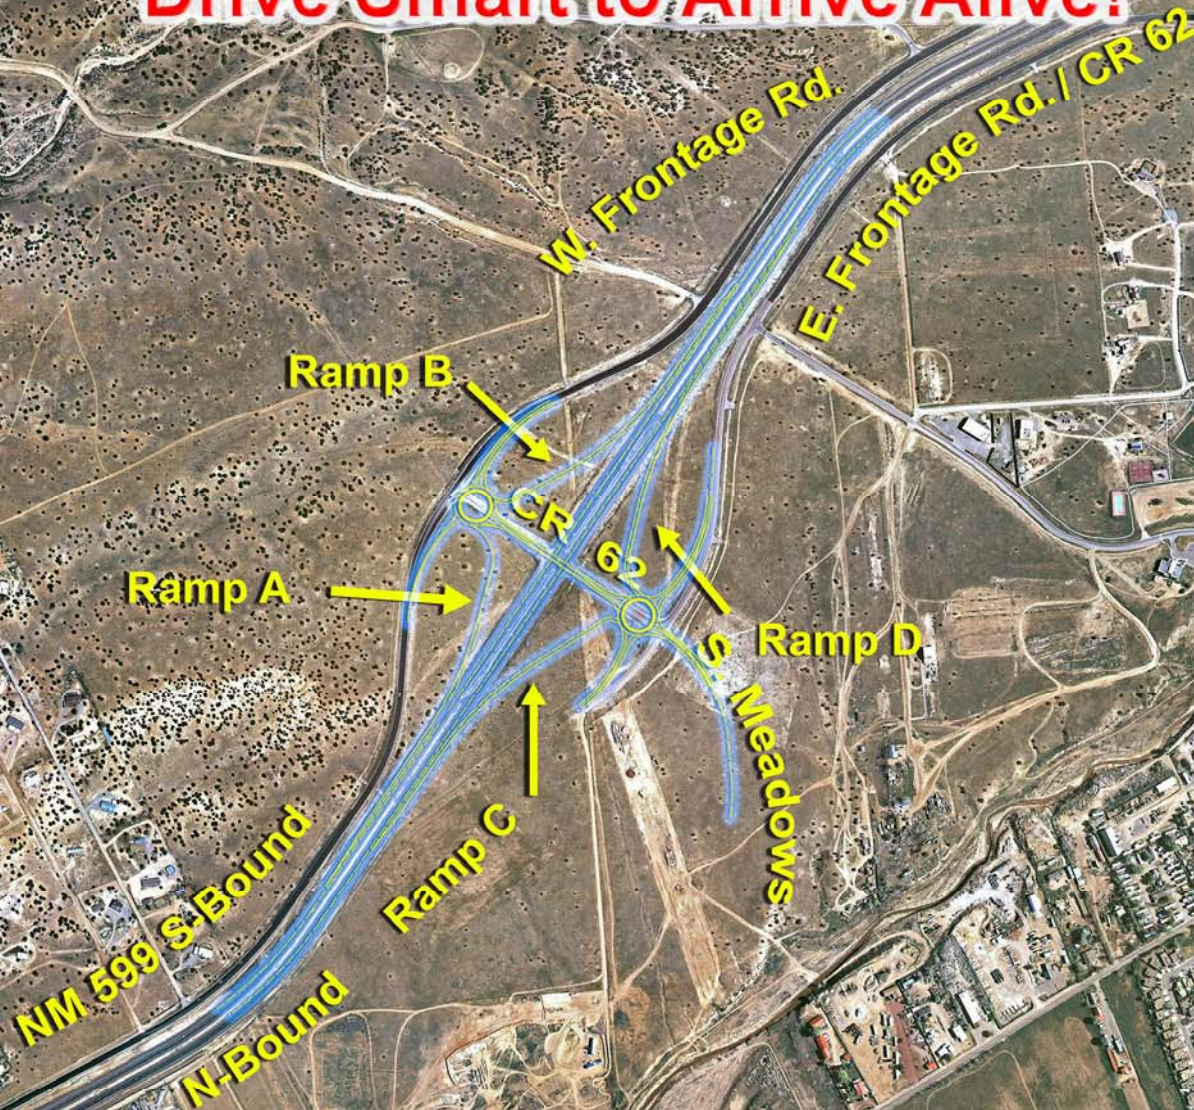 Drive Smart to Arrive Alive!
W. Frontage Rd.
E. Frontage Rd. / CR 62
Ramp B
CR 62
Ramp A
Ramp D
S. Meadows
Ramp C
NM 599 S-Bound
N-Bound